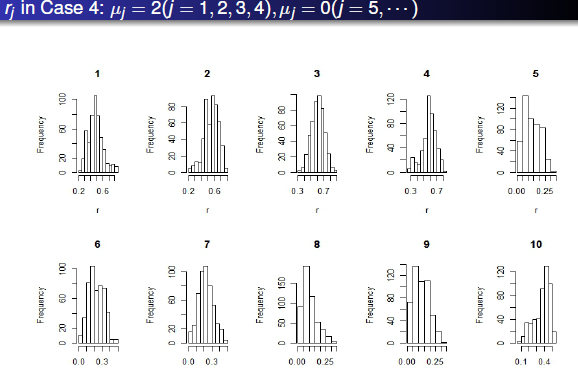 r_j in Case 4: μ_j = 2(j = 1, 2, 3, 4), μ_j = 0(j = 5, ⋯)
1
Frequency
20 60 100
0.2 0.6
r
2
Frequency
0 20 40 60 80
0.2 0.6
r
3
Frequency
0 20 40 60 80
0.3 0.7
r
4
Frequency
0 40 80 120
0.3 0.7
r
5
Frequency
0 40 80 120
0.00 0.25
r
6
Frequency
0 20 60 100
0.0 0.3
7
Frequency
0 20 60 100
0.0 0.3
8
Frequency
0 50 100 150
0.00 0.25
9
Frequency
0 40 80 120
0.00 0.25
10
Frequency
0 40 80 120
0.1 0.4